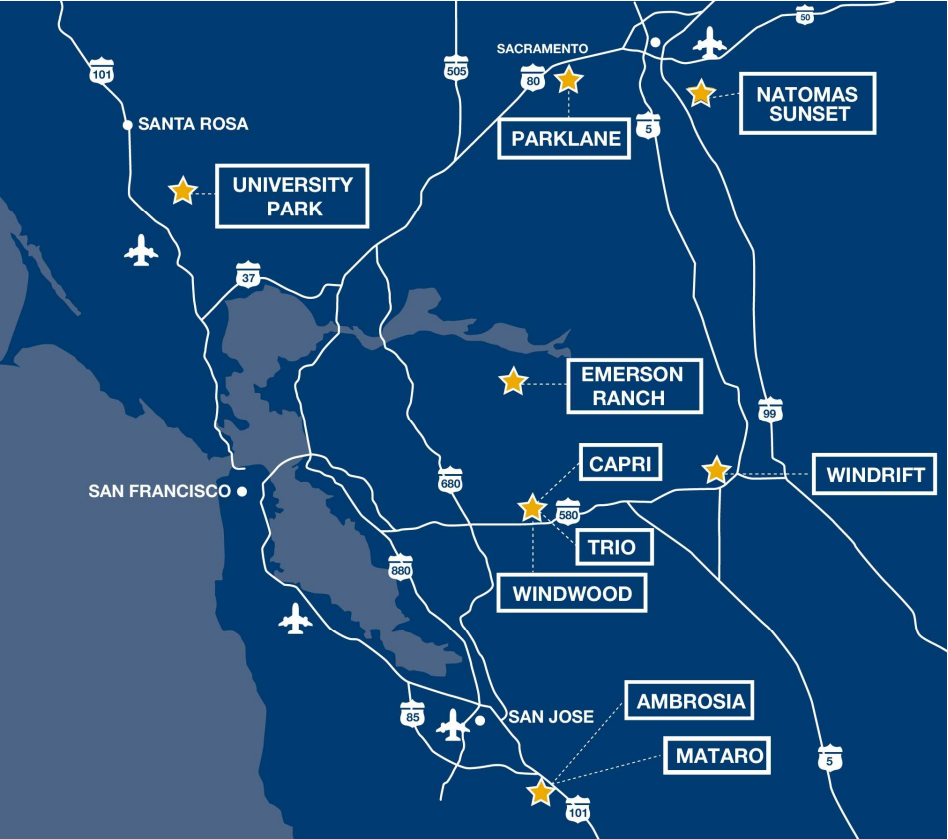 50
SACRAMENTO
101
505
80
NATOMAS
SUNSET
SANTA ROSA
5
PARKLANE
UNIVERSITY
PARK
37
EMERSON
RANCH
99
CAPRI
WINDRIFT
680
SAN FRANCISCO
580
TRIO
880
WINDWOOD
AMBROSIA
85
SAN JOSE
MATARO
5
101